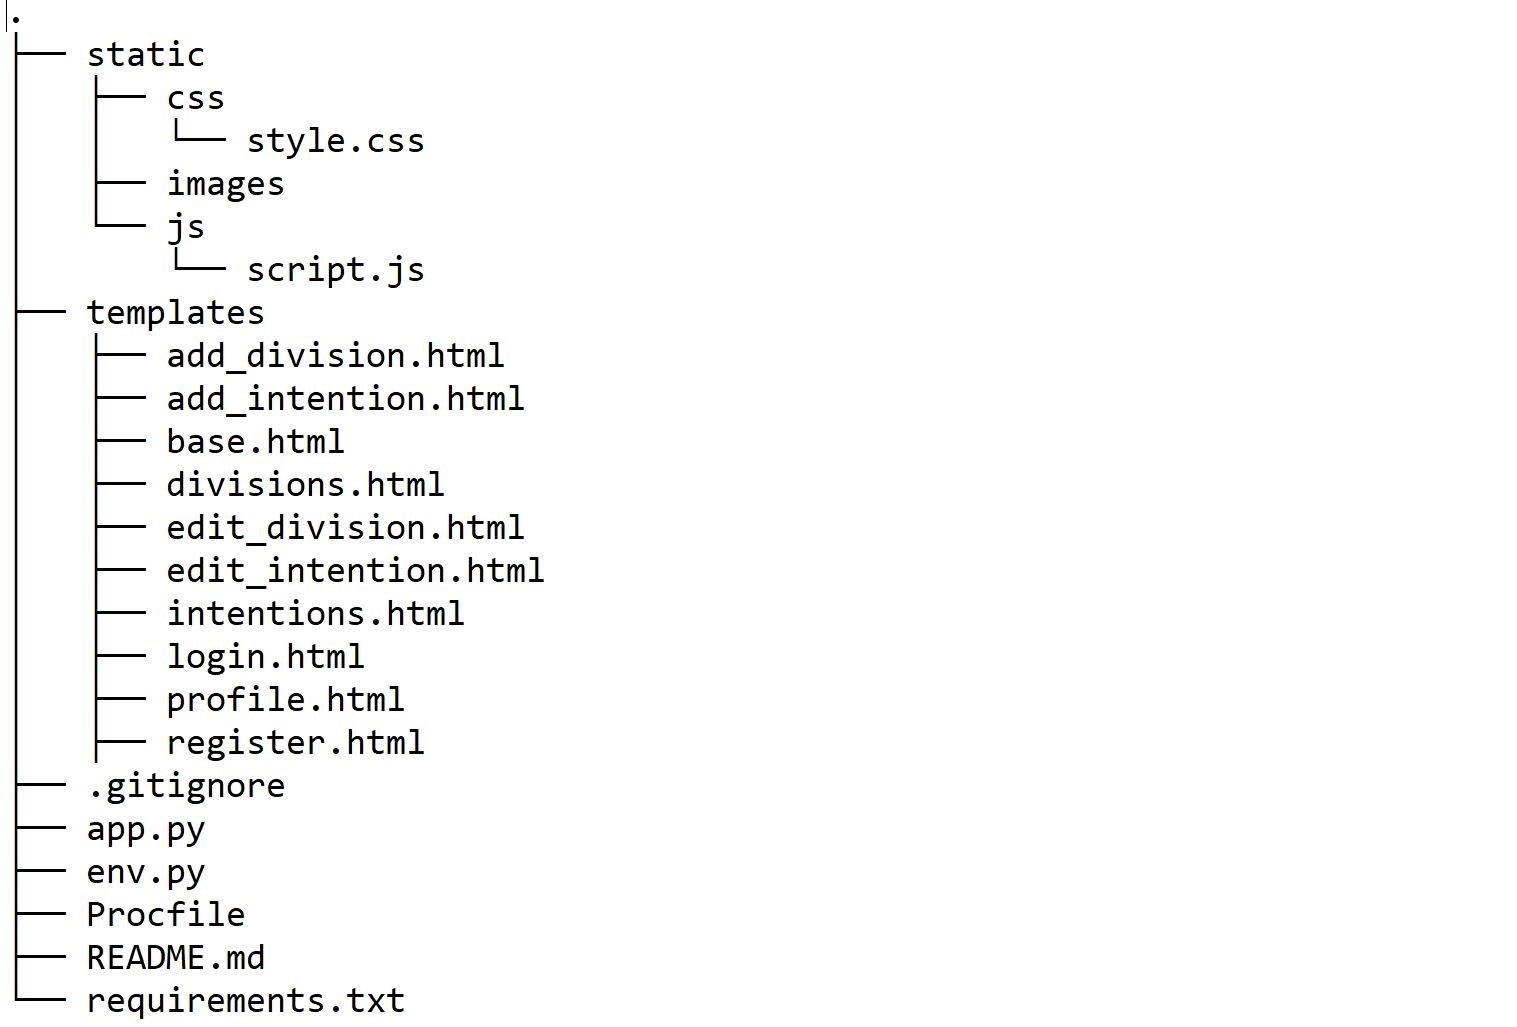 .
├── static
│   ├── css
│   │   └── style.css
│   ├── images
│   └── js
│       └── script.js
├── templates
│   ├── add_division.html
│   ├── add_intention.html
│   ├── base.html
│   ├── divisions.html
│   ├── edit_division.html
│   ├── edit_intention.html
│   ├── intentions.html
│   ├── login.html
│   ├── profile.html
│   ├── register.html
├── .gitignore
├── app.py
├── env.py
├── Procfile
├── README.md
└── requirements.txt